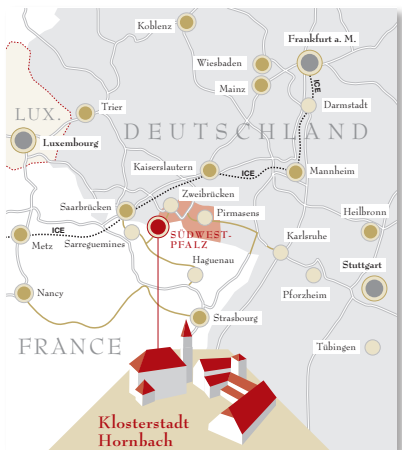 Koblenz
Frankfurt a. M.
Wiesbaden
Mainz
ICE
Trier
Darmstadt
LUX.
DEUTSCHLAND
Luxembourg
Kaiserslautern
ICE
Mannheim
Zweibrücken
Saarbrücken
Pirmasens
Heilbronn
ICE
SÜDWEST-
PFALZ
Metz
Sarreguemines
Karlsruhe
Haguenau
Stuttgart
Nancy
Pforzheim
Strasbourg
FRANCE
Tübingen
Klosterstadt
Hornbach